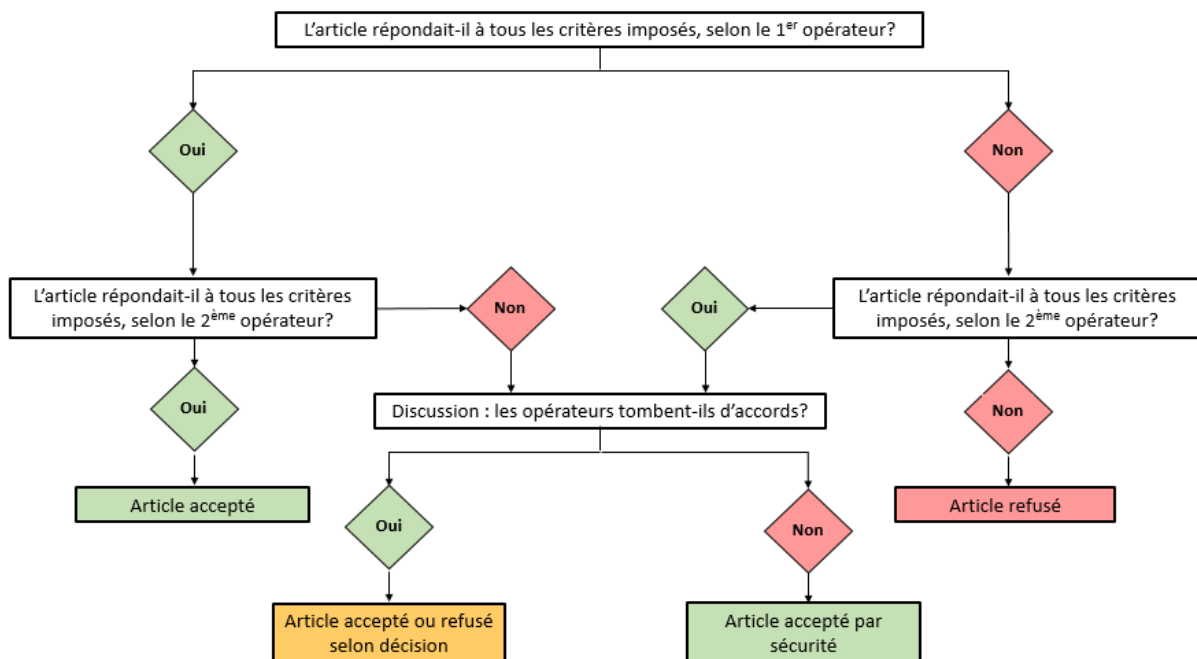 L'article répondait-il à tous les critères imposés, selon le 1er opérateur?
Oui
Non
L'article répondait-il à tous les critères
imposés, selon le 2ème opérateur?
Non
Oui
L'article répondait-il à tous les critères
imposés, selon le 2ème opérateur?
Oui
Discussion : les opérateurs tombent-ils d'accords?
Non
Article accepté
Article refusé
Oui
Non
Article accepté ou refusé
selon décision
Article accepté par
sécurité